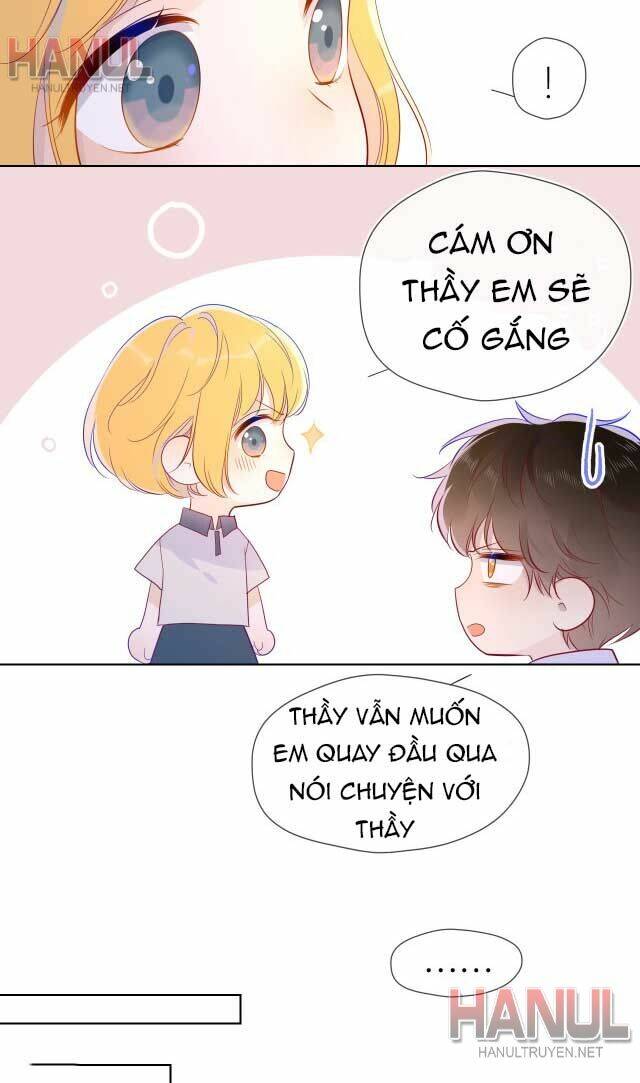 HANUL
HANULTRUYEN.NET
!
CÁM ƠN
THẦY EM SẼ
CỐ GẮNG
THẦY VẪN MUỐN
EM QUAY ĐẦU QUA
NÓI CHUYỆN VỚI
THẦY
......
HANUL
HANULTRUYEN.NET